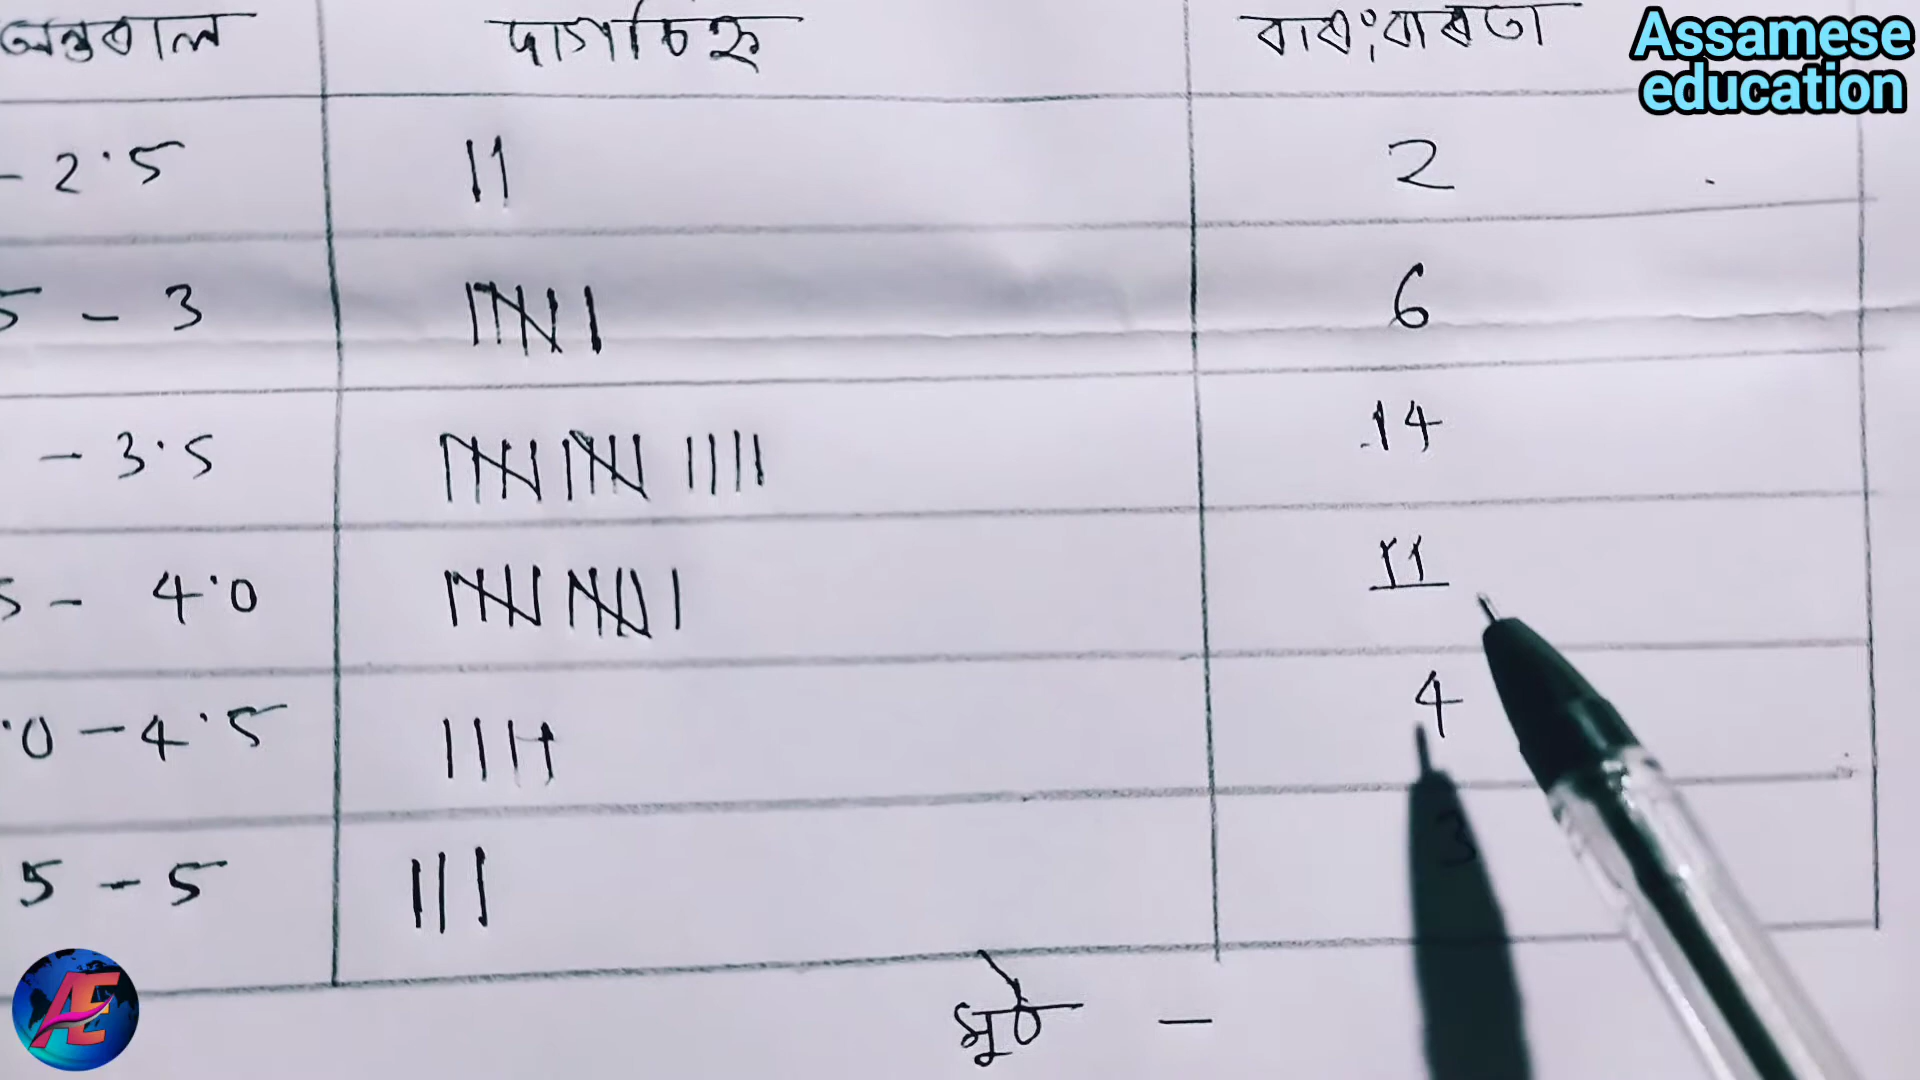 অন্তৰাল দাগচিহ্ন বাৰংবাৰতা
Assamese
education
- 2.5 || 2
5 - 3  6
- 3.5 14
5 - 4.0 11
.0 - 4.5 |||| 4
5 - 5 ||| 3
মুঠ -
AE